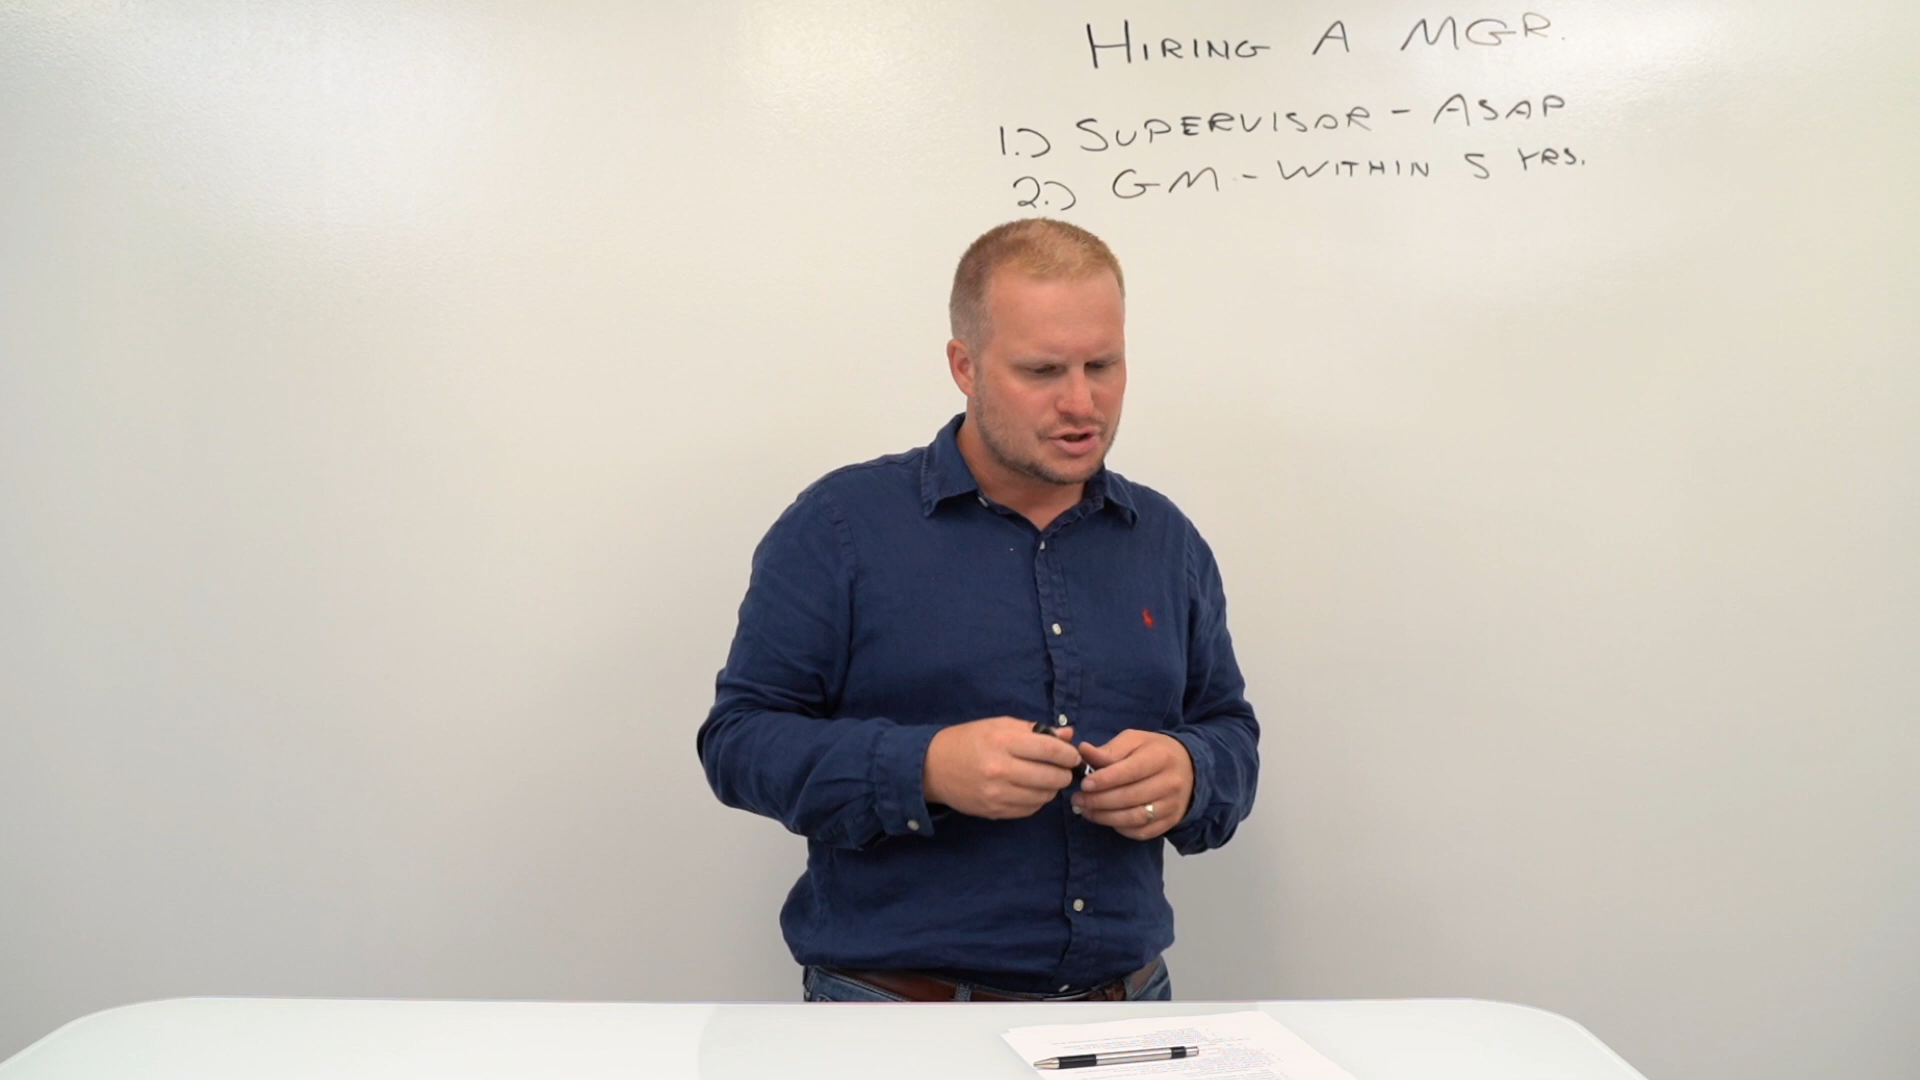 HIRING A MGR.
1.) SUPERVISOR - ASAP
2.) GM - WITHIN 5 YRS.